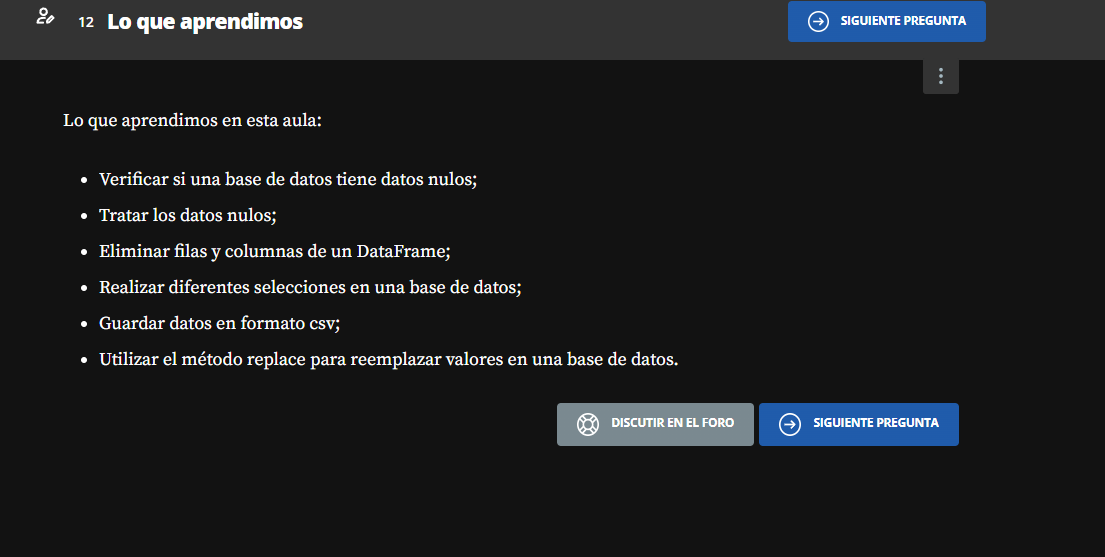 12 Lo que aprendimos
SIGUIENTE PREGUNTA
Lo que aprendimos en esta aula:
Verificar si una base de datos tiene datos nulos;
Tratar los datos nulos;
Eliminar filas y columnas de un DataFrame;
Realizar diferentes selecciones en una base de datos;
Guardar datos en formato csv;
Utilizar el método replace para reemplazar valores en una base de datos.
DISCUTIR EN EL FORO
SIGUIENTE PREGUNTA